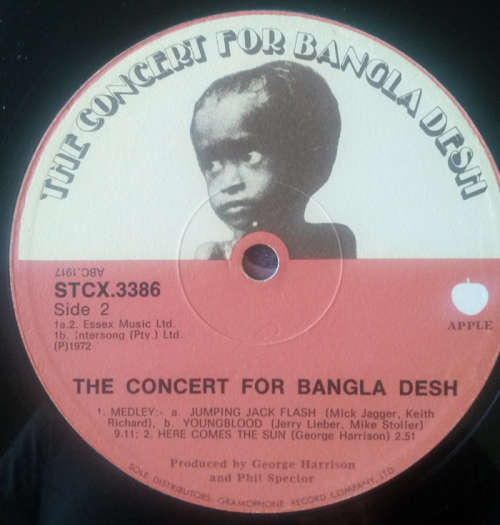 THE CONCERT FOR BANGLA DESH
ABC.1917
STCX.3386
Side 2
1a.2. Essex Music Ltd.
1b. Intersong (Pty.) Ltd.
(P)1972
APPLE
THE CONCERT FOR BANGLA DESH
1. MEDLEY:- a. JUMPING JACK FLASH (Mick Jagger, Keith
Richard), b. YOUNGBLOOD (Jerry Lieber, Mike Stoller)
9.11: 2. HERE COMES THE SUN (George Harrison) 2.51
Produced by George Harrison
and Phil Spector
SOLE DISTRIBUTORS: GRAMOPHONE RECORD COMPANY, LTD.